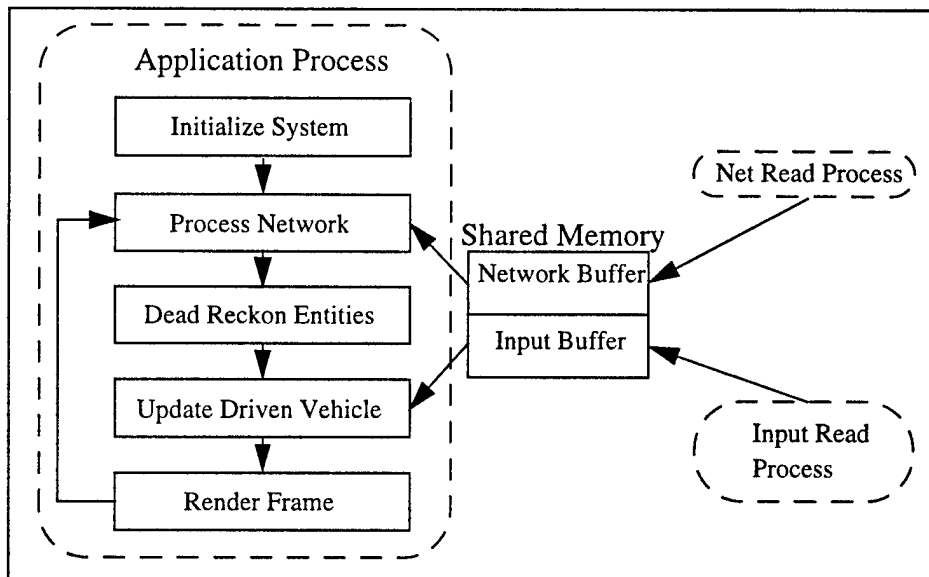 Application Process
Initialize System
Process Network
Dead Reckon Entities
Update Driven Vehicle
Render Frame
Shared Memory
Network Buffer
Input Buffer
Net Read Process
Input Read
Process